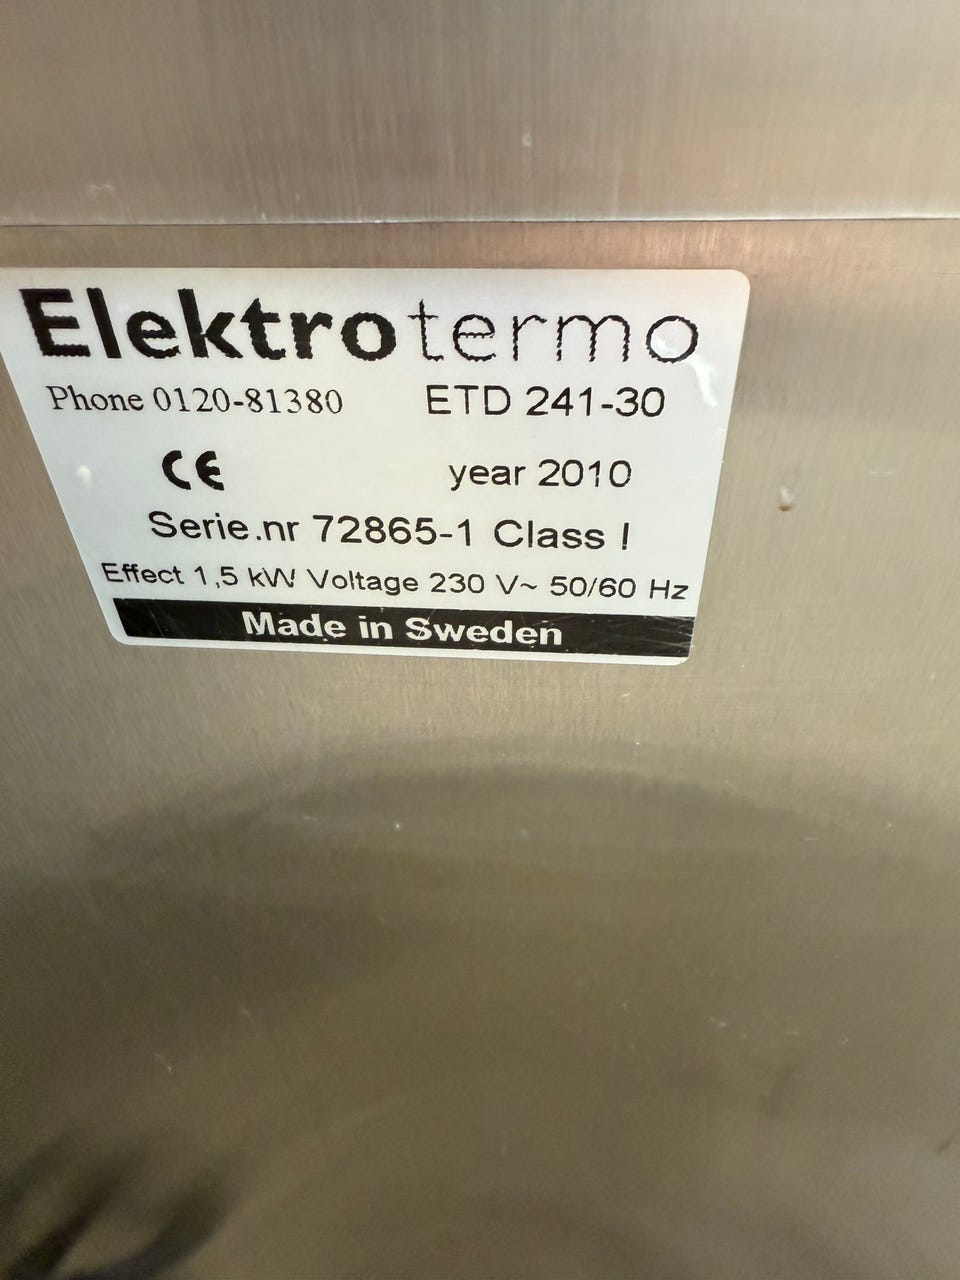 Elektrotermo
Phone 0120-81380 ETD 241-30
CE year 2010
Serie.nr 72865-1 Class I
Effect 1,5 kW Voltage 230 V~ 50/60 Hz
Made in Sweden